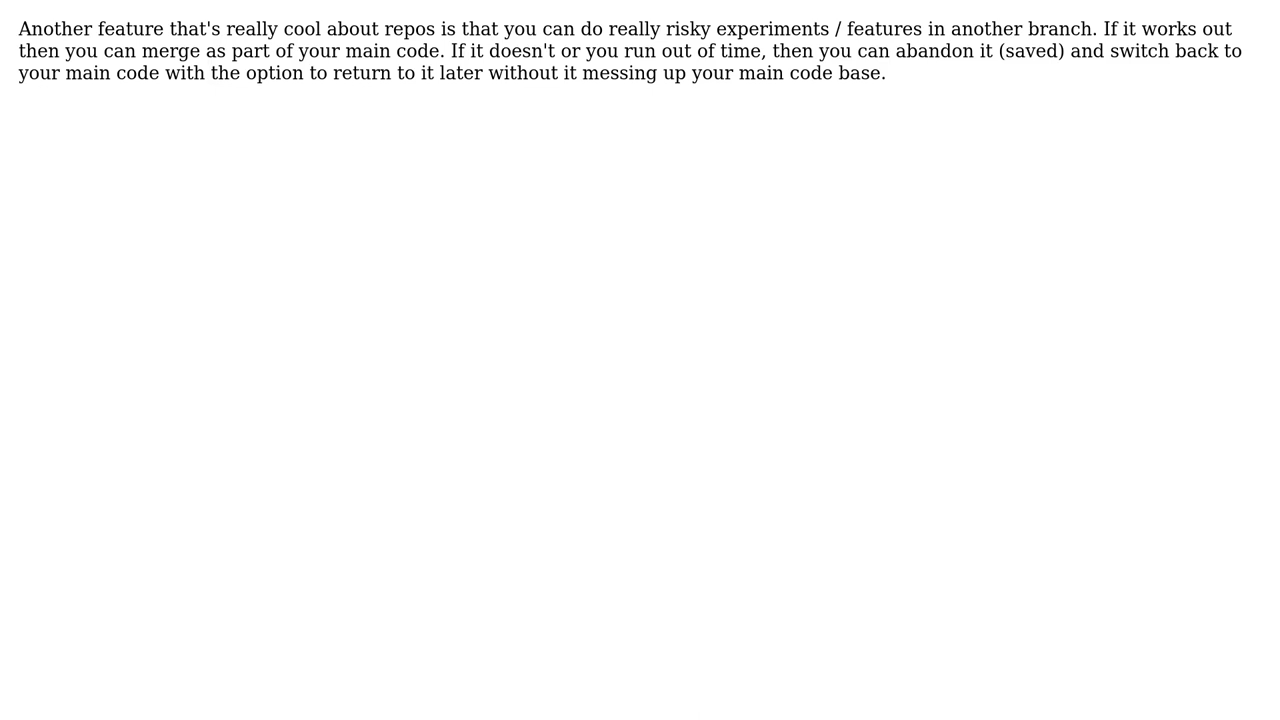 Another feature that's really cool about repos is that you can do really risky experiments / features in another branch. If it works out
then you can merge as part of your main code. If it doesn't or you run out of time, then you can abandon it (saved) and switch back to
your main code with the option to return to it later without it messing up your main code base.